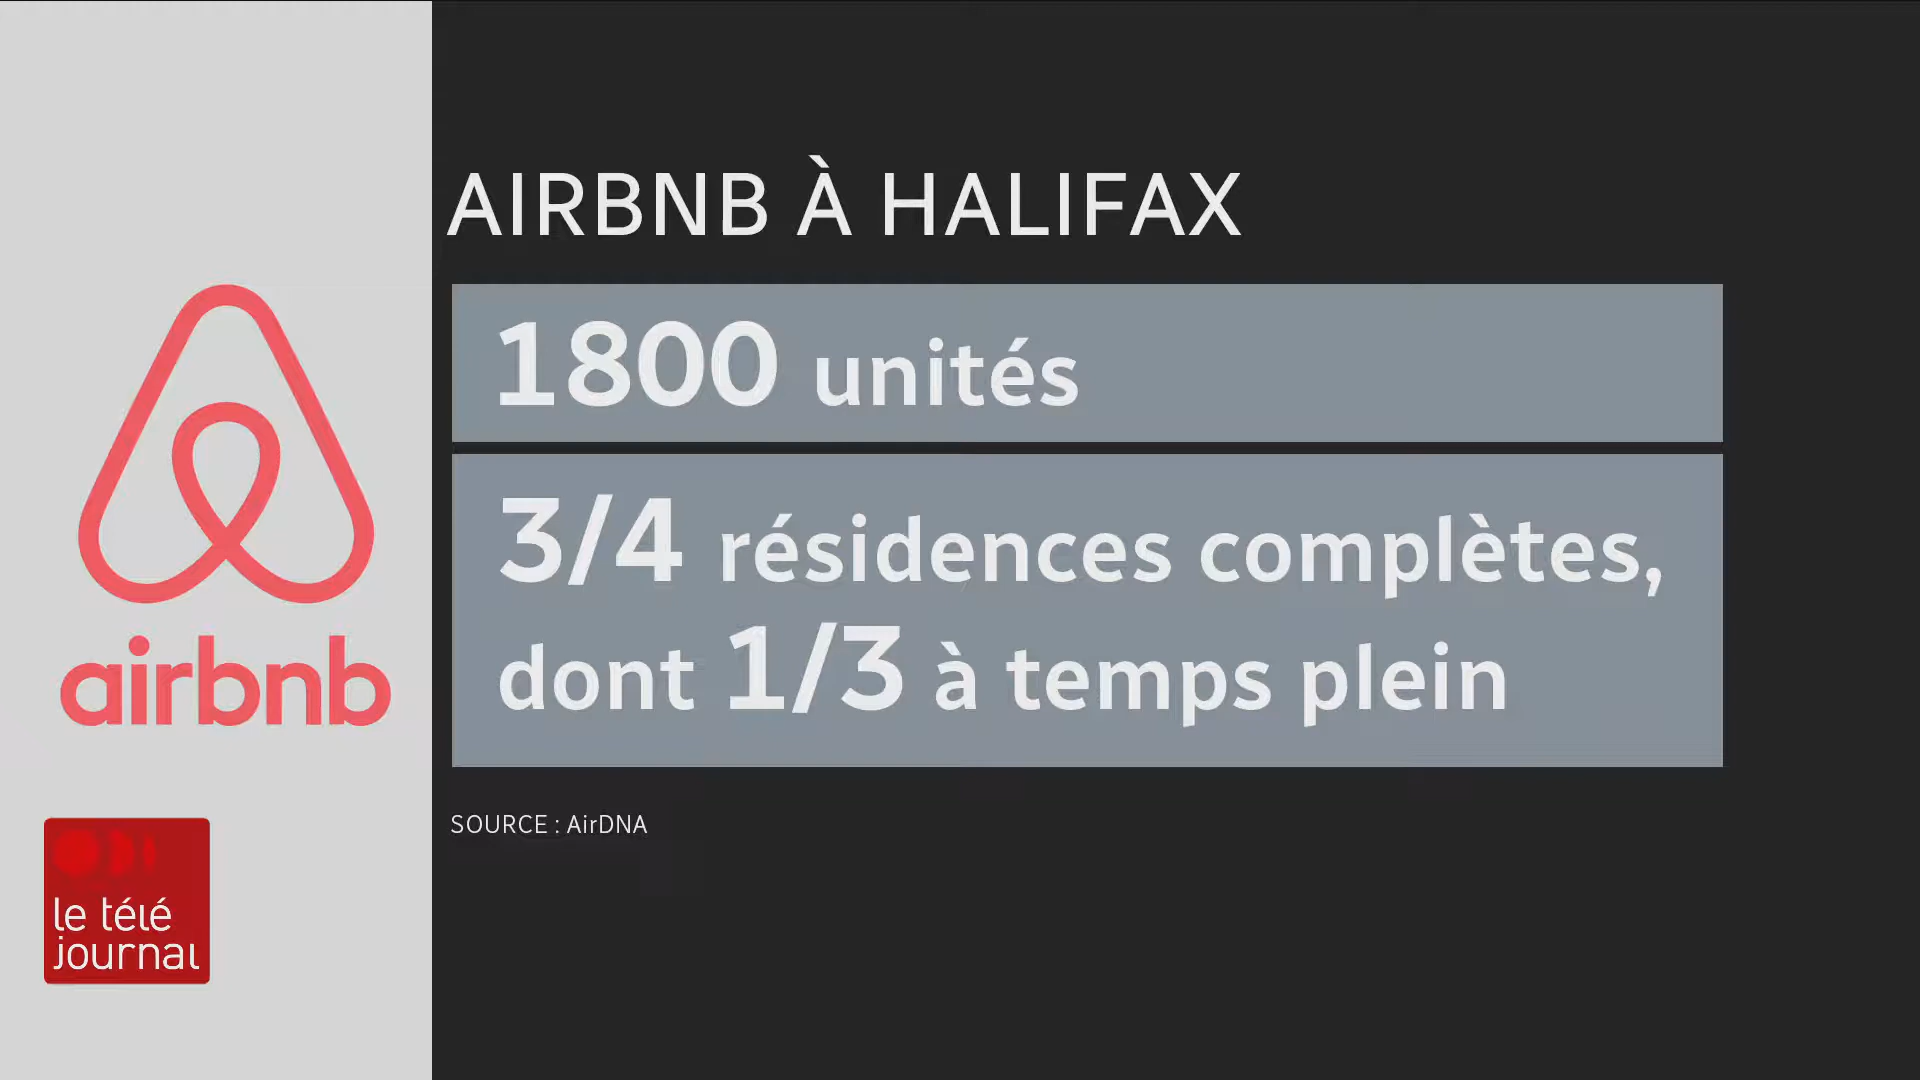 AIRBNB À HALIFAX
1800 unités
3/4 résidences complètes,
dont 1/3 à temps plein
SOURCE : AirDNA
airbnb
le télé
journal